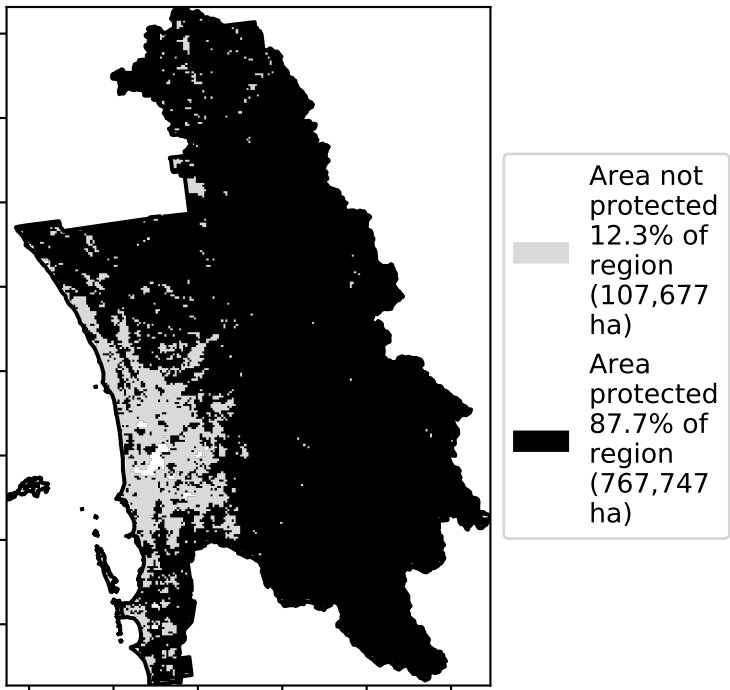 Area not
protected
12.3% of
region
(107,677
ha)
Area
protected
87.7% of
region
(767,747
ha)